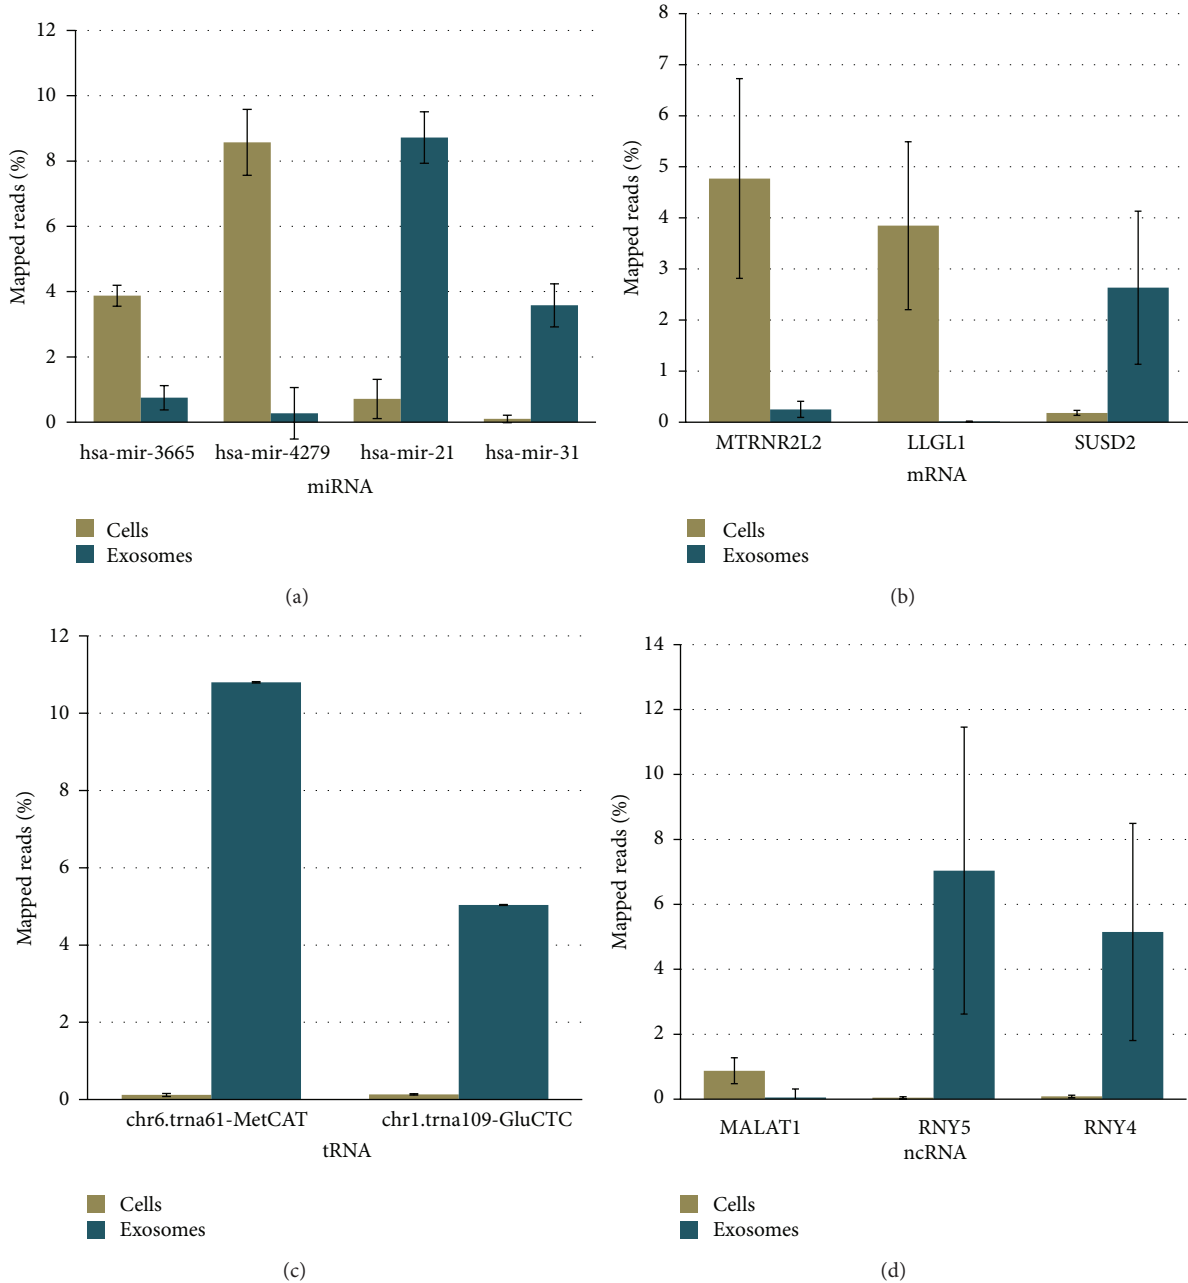 12
10
8
6
4
2
0
Mapped reads (%)
hsa-mir-3665 hsa-mir-4279 hsa-mir-21 hsa-mir-31
miRNA
Cells
Exosomes
(a)
8
7
6
5
4
3
2
1
0
Mapped reads (%)
MTRNR2L2 LLGL1 SUSD2
mRNA
Cells
Exosomes
(b)
12
10
8
6
4
2
0
Mapped reads (%)
chr6.trna61-MetCAT chr1.trna109-GluCTC
tRNA
Cells
Exosomes
(c)
14
12
10
8
6
4
2
0
Mapped reads (%)
MALAT1 RNY5 RNY4
ncRNA
Cells
Exosomes
(d)